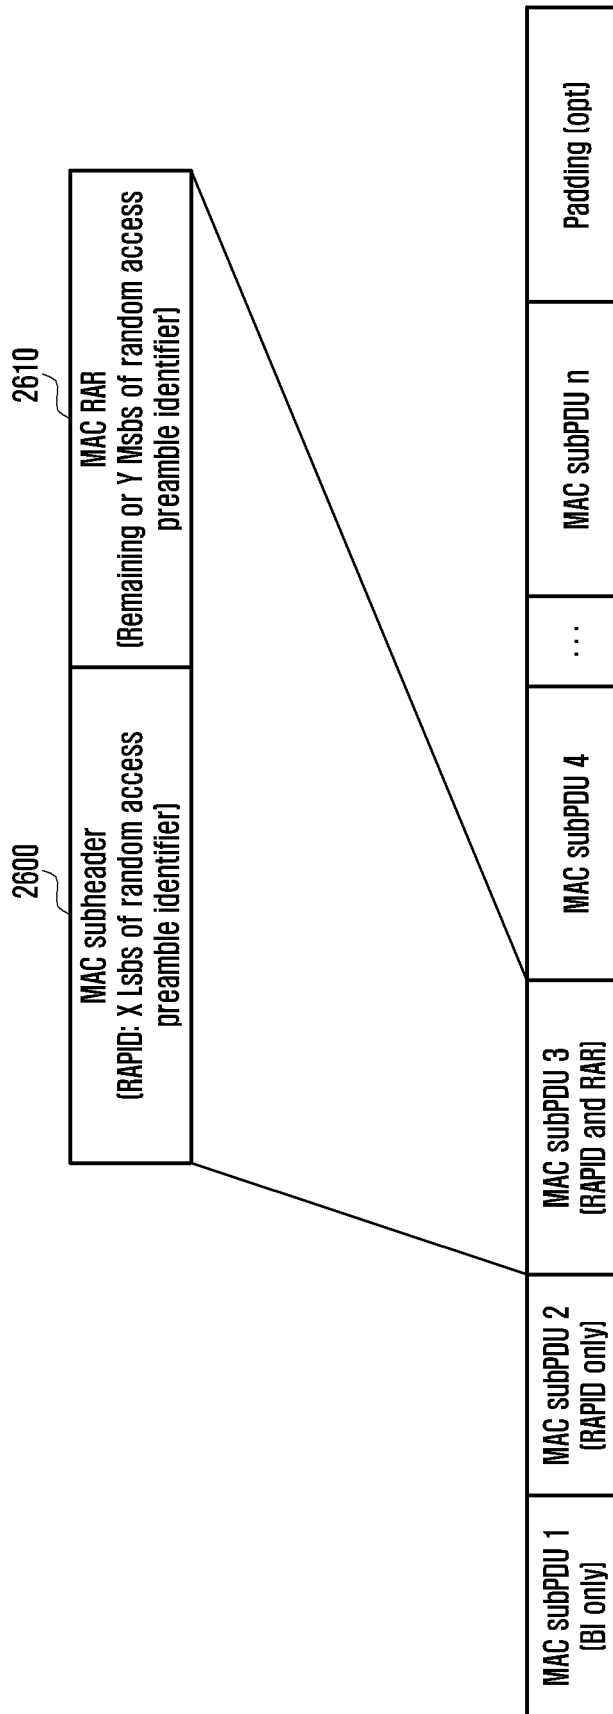 2600
2610
MAC subheader
(RAPID: X Lsbs of random access
preamble identifier)
MAC RAR
(Remaining or Y Msbs of random access
preamble identifier)
MAC subPDU 1
(BI only)
MAC subPDU 2
(RAPID only)
MAC subPDU 3
(RAPID and RAR)
MAC subPDU 4
...
MAC subPDU n
Padding (opt)